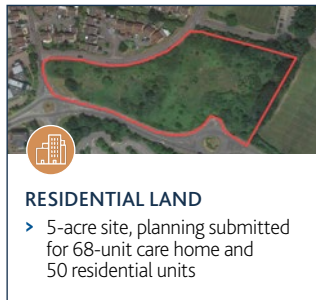 RESIDENTIAL LAND
> 5-acre site, planning submitted
for 68-unit care home and
50 residential units